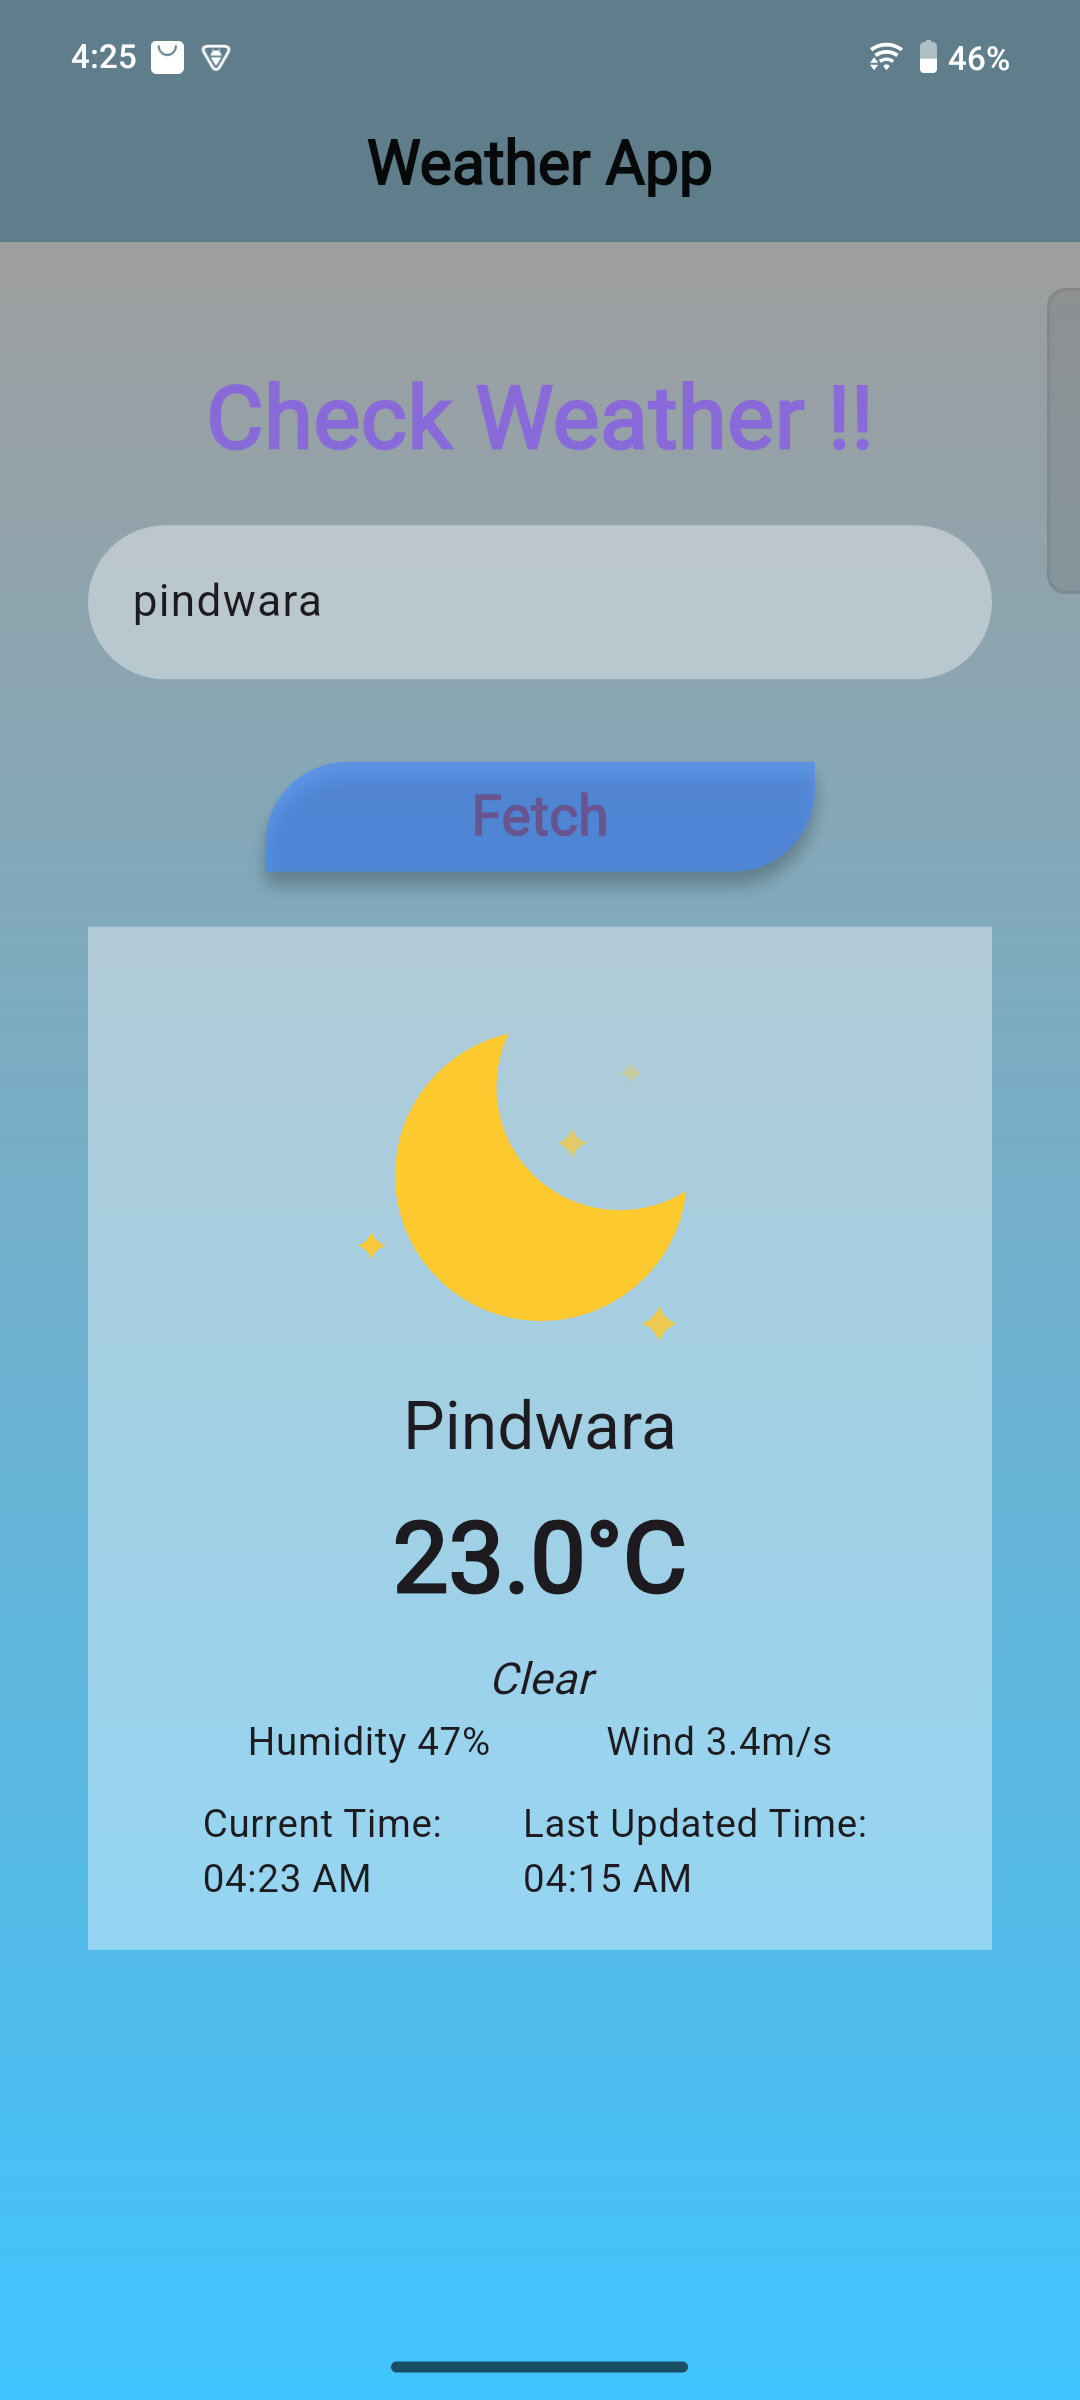 4:25 46%
Weather App
Check Weather !!
pindwara
Fetch
Pindwara
23.0°C
Clear
Humidity 47% Wind 3.4m/s
Current Time: Last Updated Time:
04:23 AM 04:15 AM